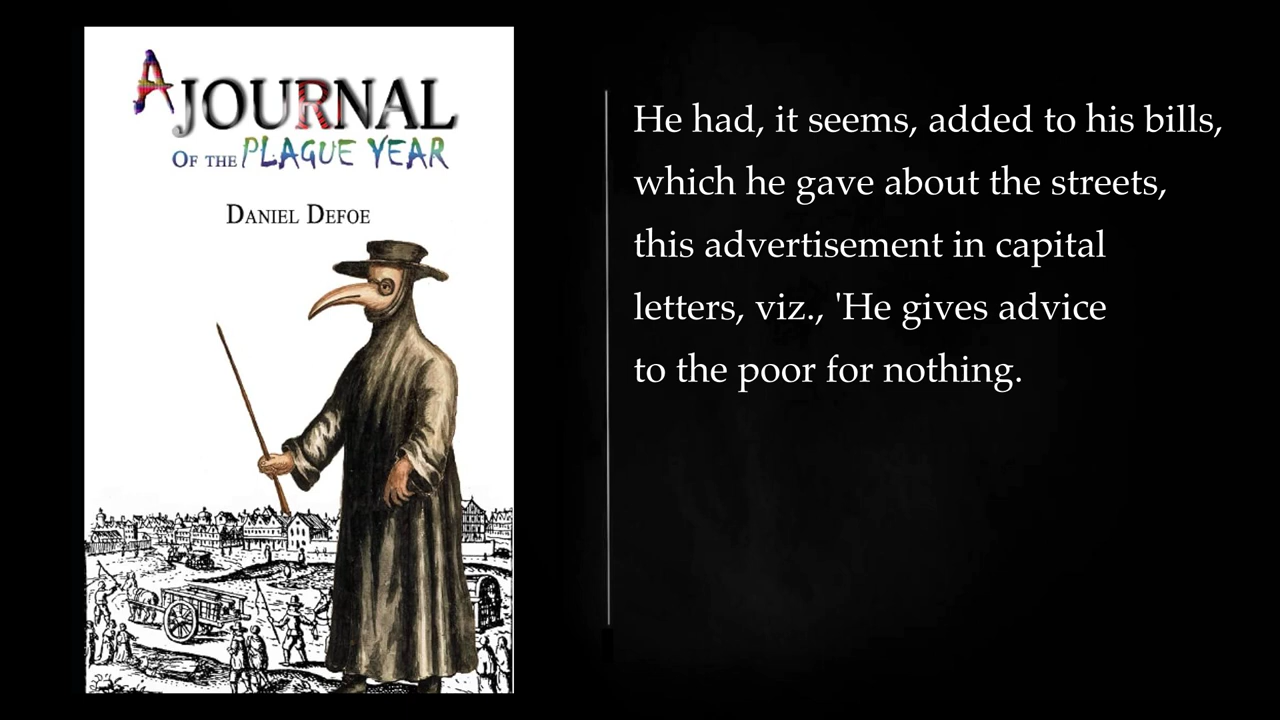 A JOURNAL
OF THE PLAGUE YEAR
DANIEL DEFOE
He had, it seems, added to his bills,
which he gave about the streets,
this advertisement in capital
letters, viz., 'He gives advice
to the poor for nothing.